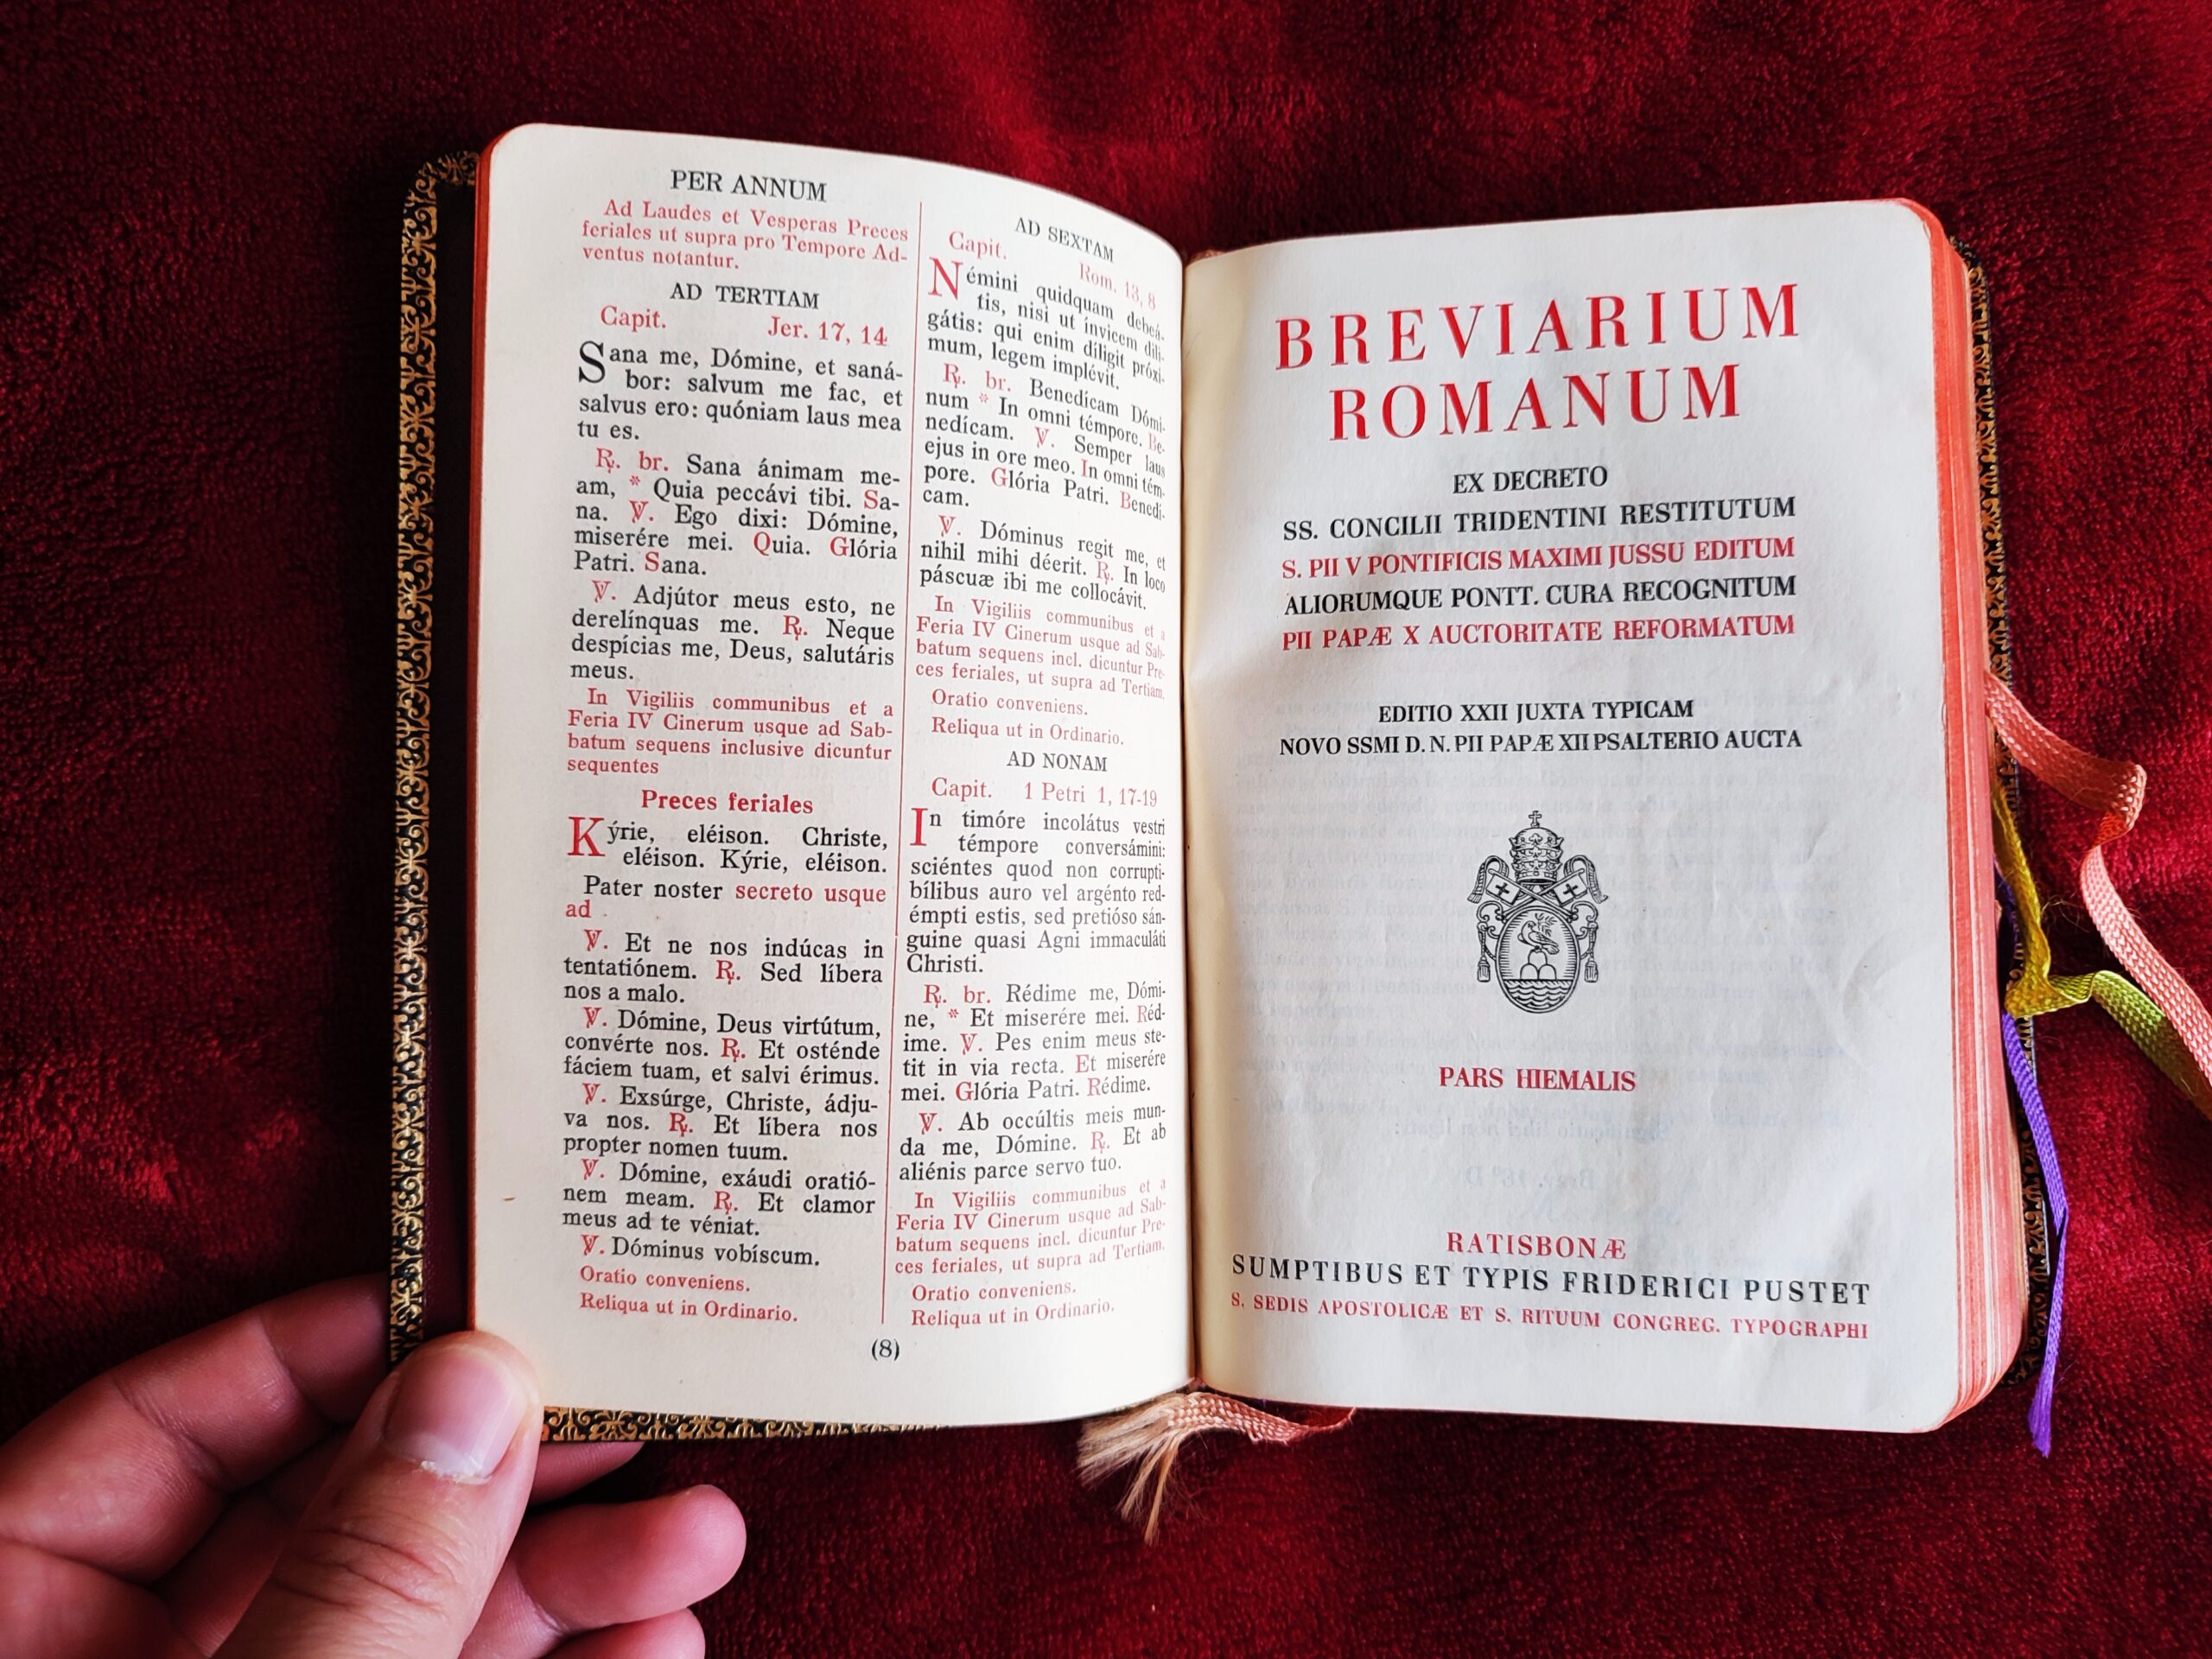 PER ANNUM
Ad Laudes et Vesperas Preces
feriales ut supra pro Tempore Ad-
ventus notantur.
AD TERTIAM
Capit. Jer. 17, 14
Sana me, Dómine, et saná-
bor: salvum me fac, et
salvus ero: quóniam laus mea
tu es.
℟. br. Sana ánimam me-
am, * Quia peccávi tibi. Sa-
na. ℣. Ego dixi: Dómine,
miserére mei. Quia. Glória
Patri. Sana.
℣. Adjútor meus esto, ne
derelínquas me. ℟. Neque
despícias me, Deus, salutáris
meus.
In Vigiliis communibus et a
Feria IV Cinerum usque ad Sab-
batum sequens inclusive dicuntur
sequentes
Preces feriales
Kýrie, eléison. Christe,
eléison. Kýrie, eléison.
Pater noster secreto usque
ad
℣. Et ne nos indúcas in
tentatiónem. ℟. Sed líbera
nos a malo.
℣. Dómine, Deus virtútum,
convérte nos. ℟. Et osténde
fáciem tuam, et salvi érimus.
℣. Exsúrge, Christe, ádju-
va nos. ℟. Et líbera nos
propter nomen tuum.
℣. Dómine, exáudi oratió-
nem meam. ℟. Et clamor
meus ad te véniat.
℣. Dóminus vobíscum.
Oratio conveniens.
Reliqua ut in Ordinario.
AD SEXTAM
Capit. Rom. 13, 8
Némini quidquam debeá-
tis, nisi ut ínvicem dili-
gátis: qui enim díligit próxi-
mum, legem implévit.
℟. br. Benedícam Dómi-
num * In omni témpore. Be-
nedícam. ℣. Semper laus
ejus in ore meo. In omni tém-
pore. Glória Patri. Benedí-
cam.
℣. Dóminus regit me, et
nihil mihi déerit. ℟. In loco
páscuæ ibi me collocávit.
In Vigiliis communibus et a
Feria IV Cinerum usque ad Sab-
batum sequens incl. dicuntur Pre-
ces feriales, ut supra ad Tertiam.
Oratio conveniens.
Reliqua ut in Ordinario.
AD NONAM
Capit. 1 Petri 1, 17-19
In timóre incolátus vestri
témpore conversámini:
sciéntes quod non corrupti-
bílibus auro vel argénto red-
émpti estis, sed pretióso sán-
guine quasi Agni immaculáti
Christi.
℟. br. Rédime me, Dómi-
ne, * Et miserére mei. Réd-
ime. ℣. Pes enim meus ste-
tit in via recta. Et miserére
mei. Glória Patri. Rédime.
℣. Ab occúltis meis mun-
da me, Dómine. ℟. Et ab
aliénis parce servo tuo.
In Vigiliis communibus et a
Feria IV Cinerum usque ad Sab-
batum sequens incl. dicuntur Pre-
ces feriales, ut supra ad Tertiam.
Oratio conveniens.
Reliqua ut in Ordinario.
(8)
BREVIARIUM
ROMANUM
EX DECRETO
SS. CONCILII TRIDENTINI RESTITUTUM
S. PII V PONTIFICIS MAXIMI JUSSU EDITUM
ALIORUMQUE PONTT. CURA RECOGNITUM
PII PAPÆ X AUCTORITATE REFORMATUM
EDITIO XXII JUXTA TYPICAM
NOVO SSMI D. N. PII PAPÆ XII PSALTERIO AUCTA
PARS HIEMALIS
RATISBONÆ
SUMPTIBUS ET TYPIS FRIDERICI PUSTET
S. SEDIS APOSTOLICÆ ET S. RITUUM CONGREG. TYPOGRAPHI